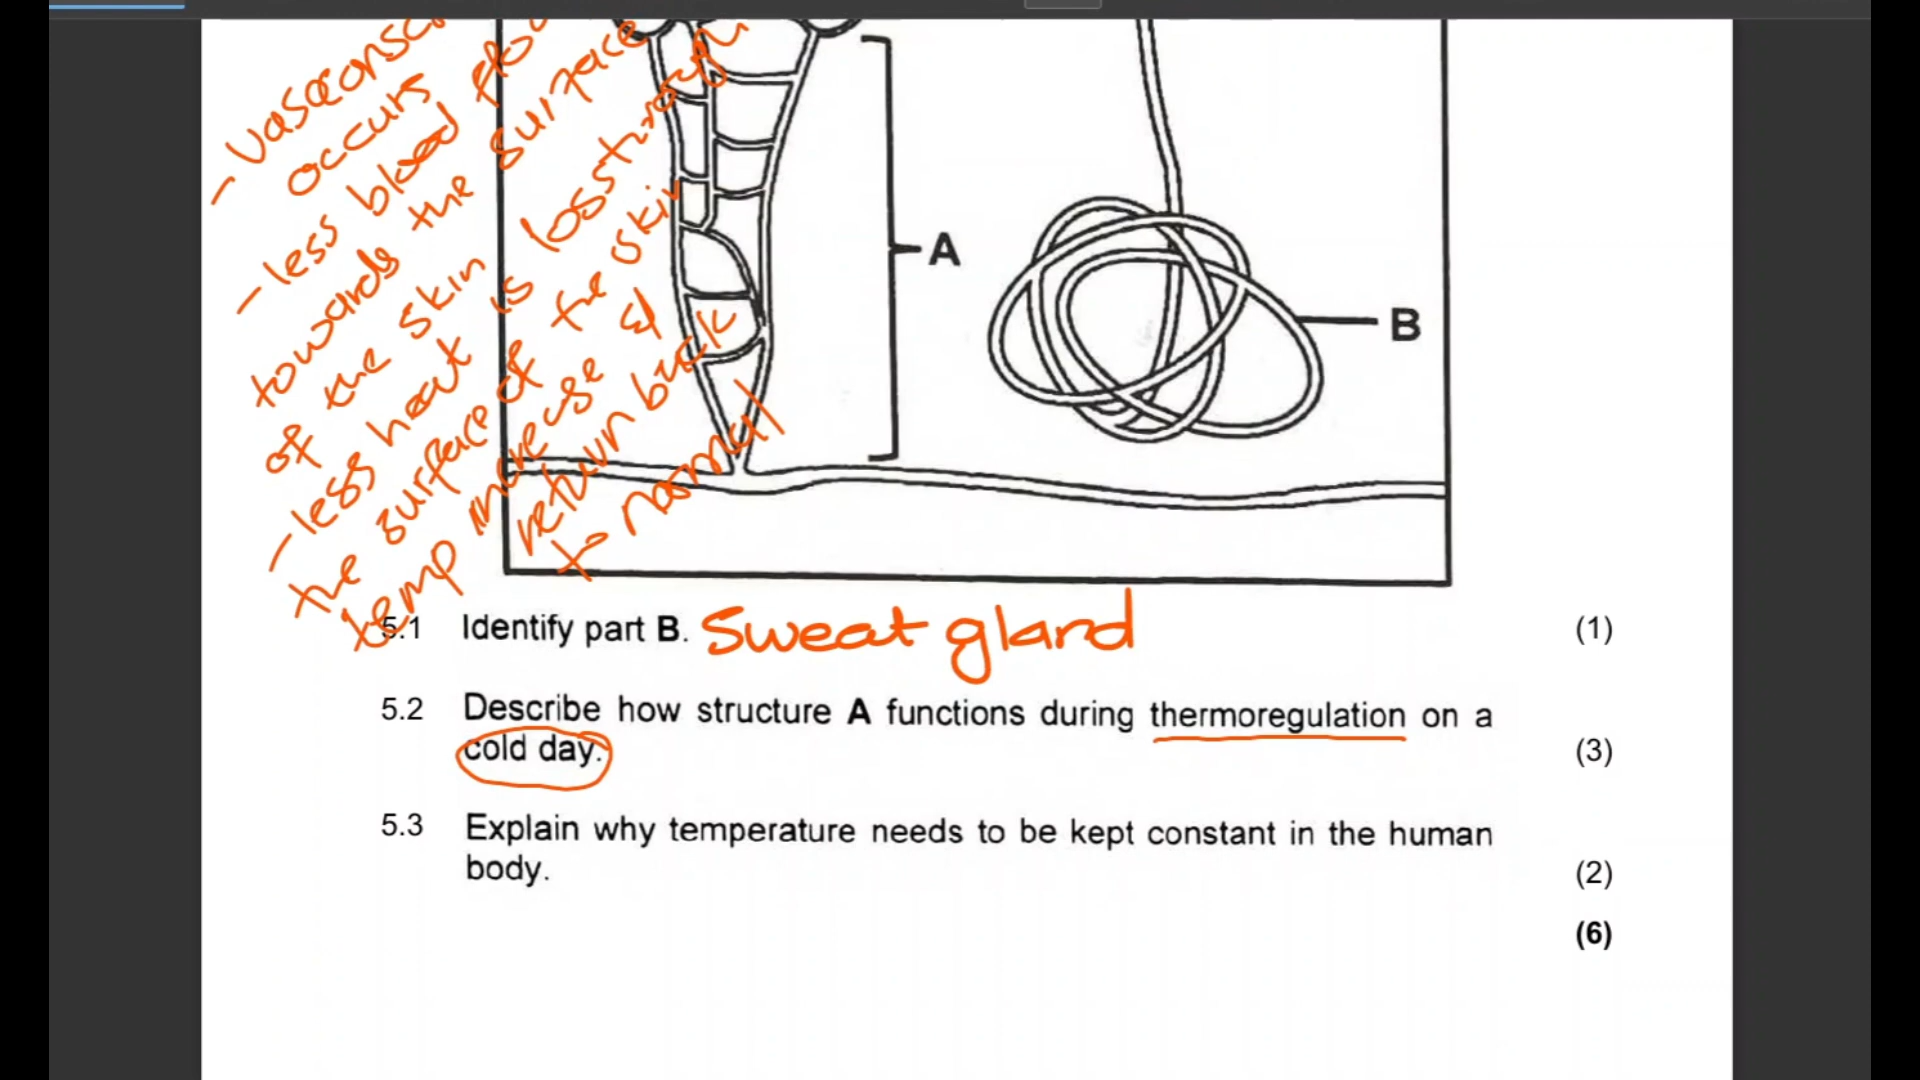 - Vasocons
occurs
- less blood flo
towards the surface
of the skin
- less heat is lost through
the surface of the skin
temp increase &
return back
to normal
A
B
5.1 Identify part B. Sweat gland (1)
5.2 Describe how structure A functions during thermoregulation on a
cold day. (3)
5.3 Explain why temperature needs to be kept constant in the human
body. (2)
(6)